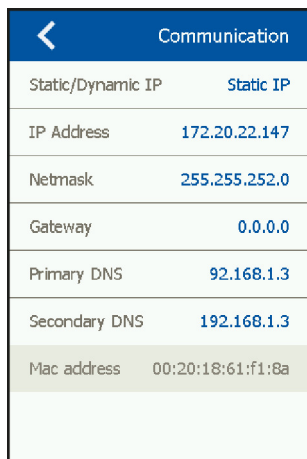 Communication
Static/Dynamic IP Static IP
IP Address 172.20.22.147
Netmask 255.255.252.0
Gateway 0.0.0.0
Primary DNS 92.168.1.3
Secondary DNS 192.168.1.3
Mac address 00:20:18:61:f1:8a